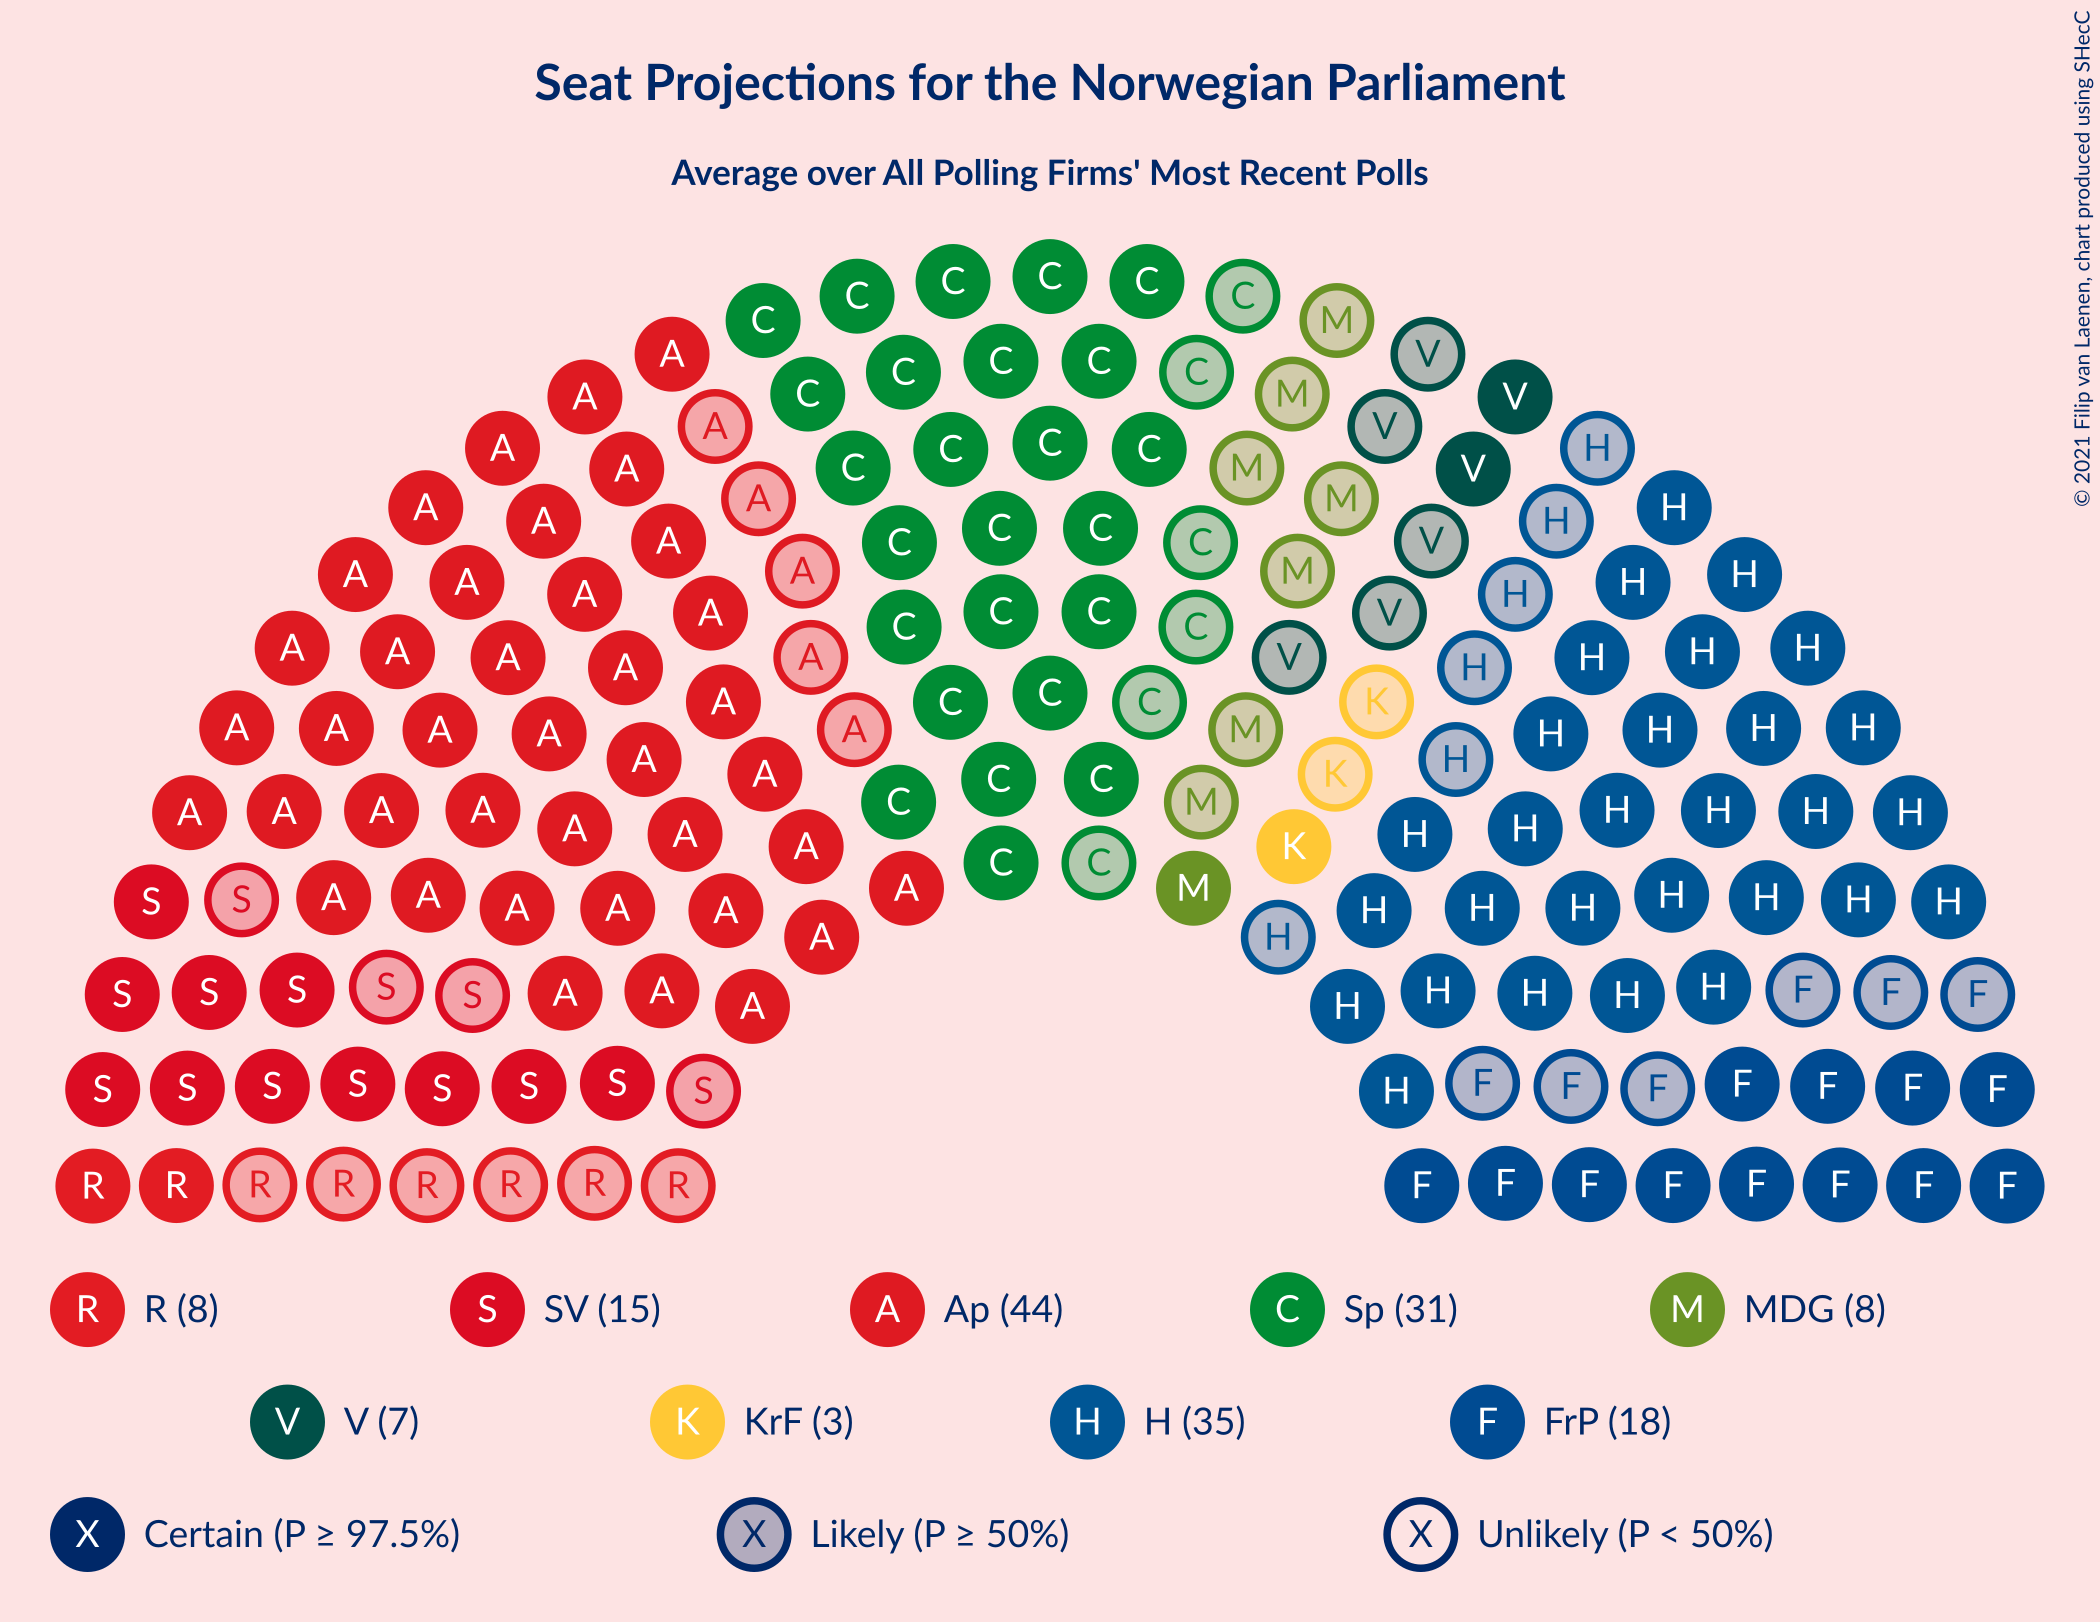 Seat Projections for the Norwegian Parliament
Average over All Polling Firms' Most Recent Polls
© 2021 Filip van Laenen, chart produced using SHecC
C C C C C
C M
A C C C C V
A C M V
A A C C C V H
A C M V
A A A A C C C C M V H H
A A A A A C C C C M V H H H
A A A A A A C C C V K H H H H
A A A A A A A C C M K H H H H H
A A A A A A A C C C M K H H H H H H
S S A A A A A A A M H H H H H H H H
S S S S S A A A H H H H H F F F
S S S S S S S S H F F F F F F F
R R R R R R R R F F F F F F F F
R R (8) S SV (15) A Ap (44) C Sp (31) M MDG (8)
V V (7) K KrF (3) H H (35) F FrP (18)
X Certain (P ≥ 97.5%) X Likely (P ≥ 50%) X Unlikely (P < 50%)